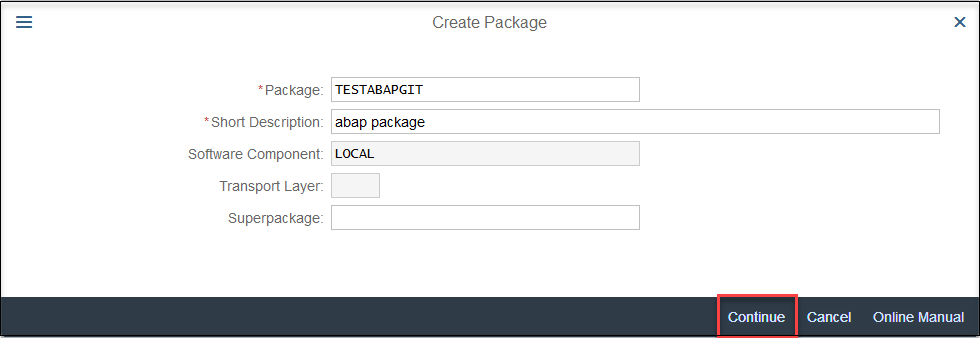 Create Package
*Package: TESTABAPGIT
*Short Description: abap package
Software Component: LOCAL
Transport Layer:
Superpackage:
Continue Cancel Online Manual